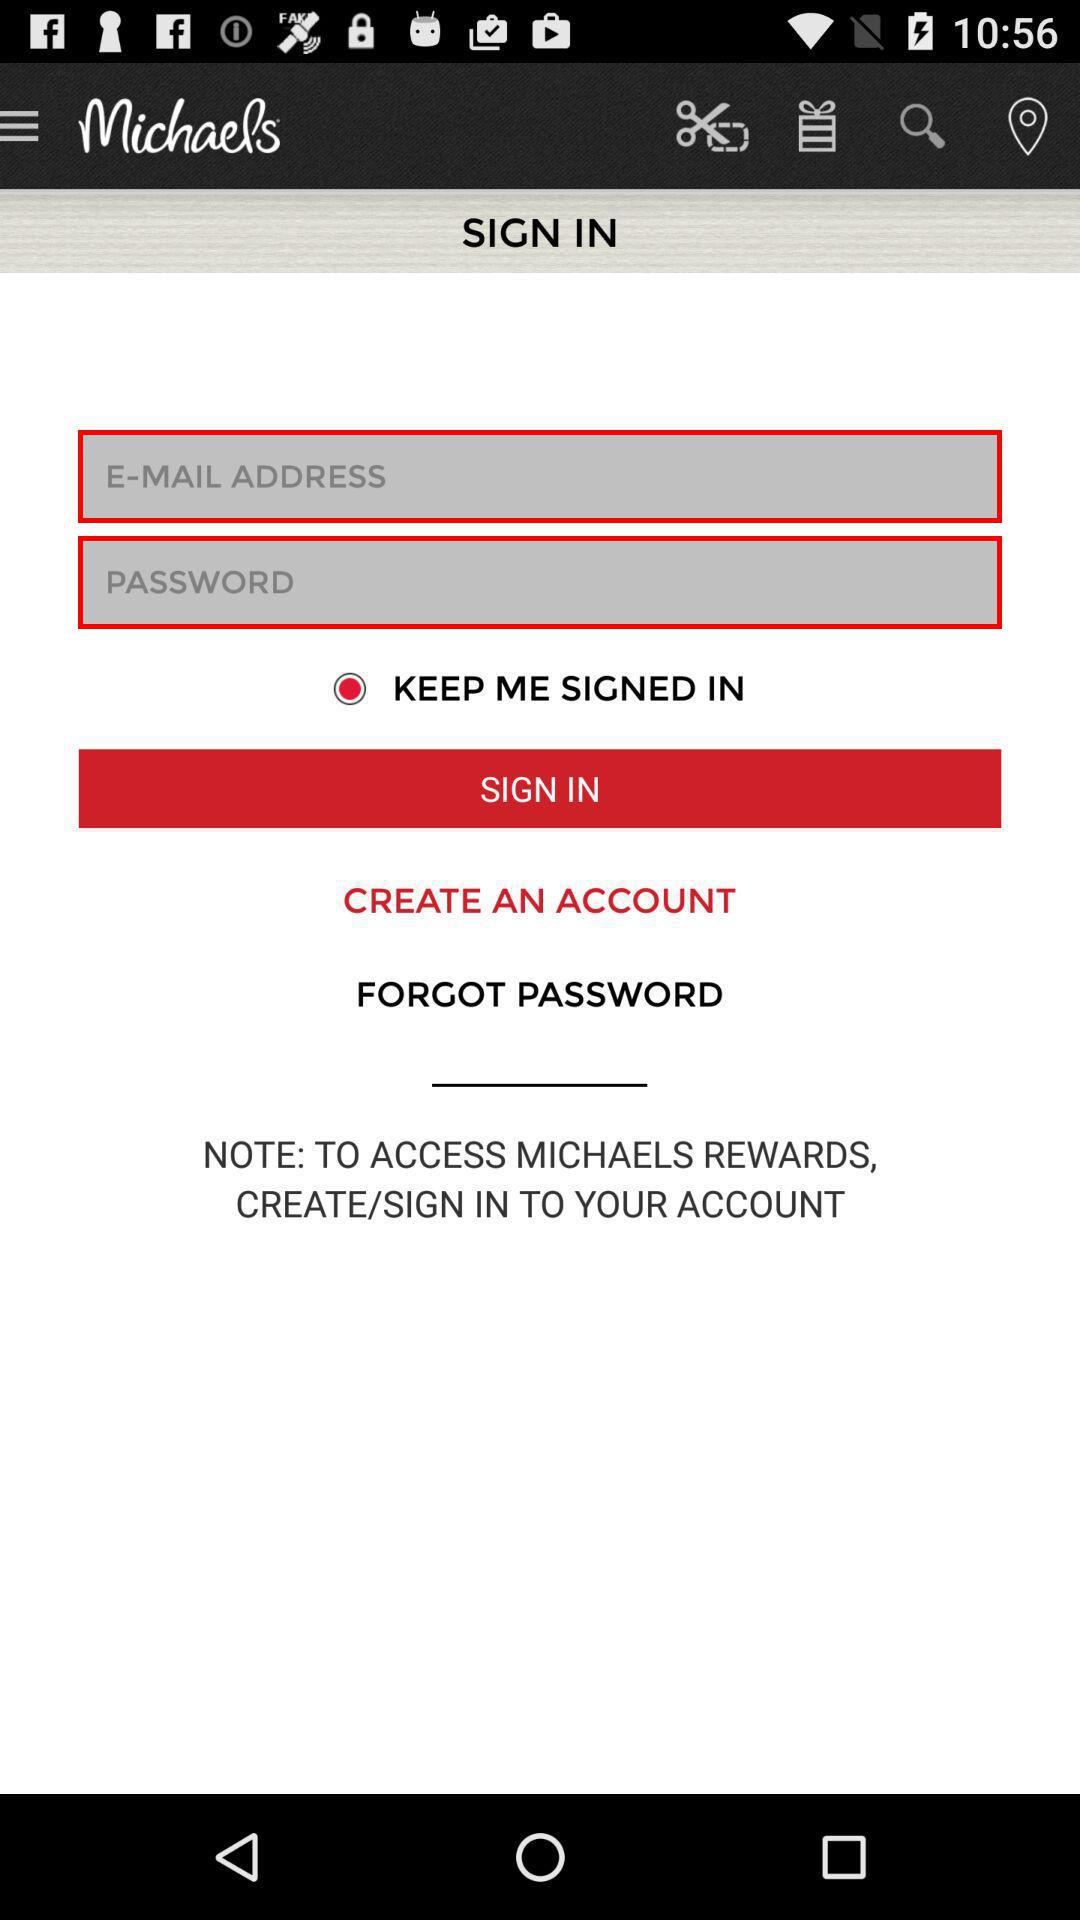 FAKE
10:56
Michaels
SIGN IN
E-MAIL ADDRESS
PASSWORD
KEEP ME SIGNED IN
SIGN IN
CREATE AN ACCOUNT
FORGOT PASSWORD
NOTE: TO ACCESS MICHAELS REWARDS,
CREATE/SIGN IN TO YOUR ACCOUNT